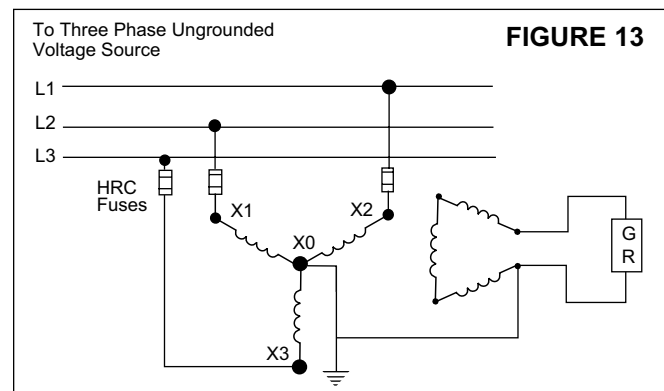 To Three Phase Ungrounded
Voltage Source
FIGURE 13
L1
L2
L3
HRC
Fuses
X1
X2
X0
X3
G
R